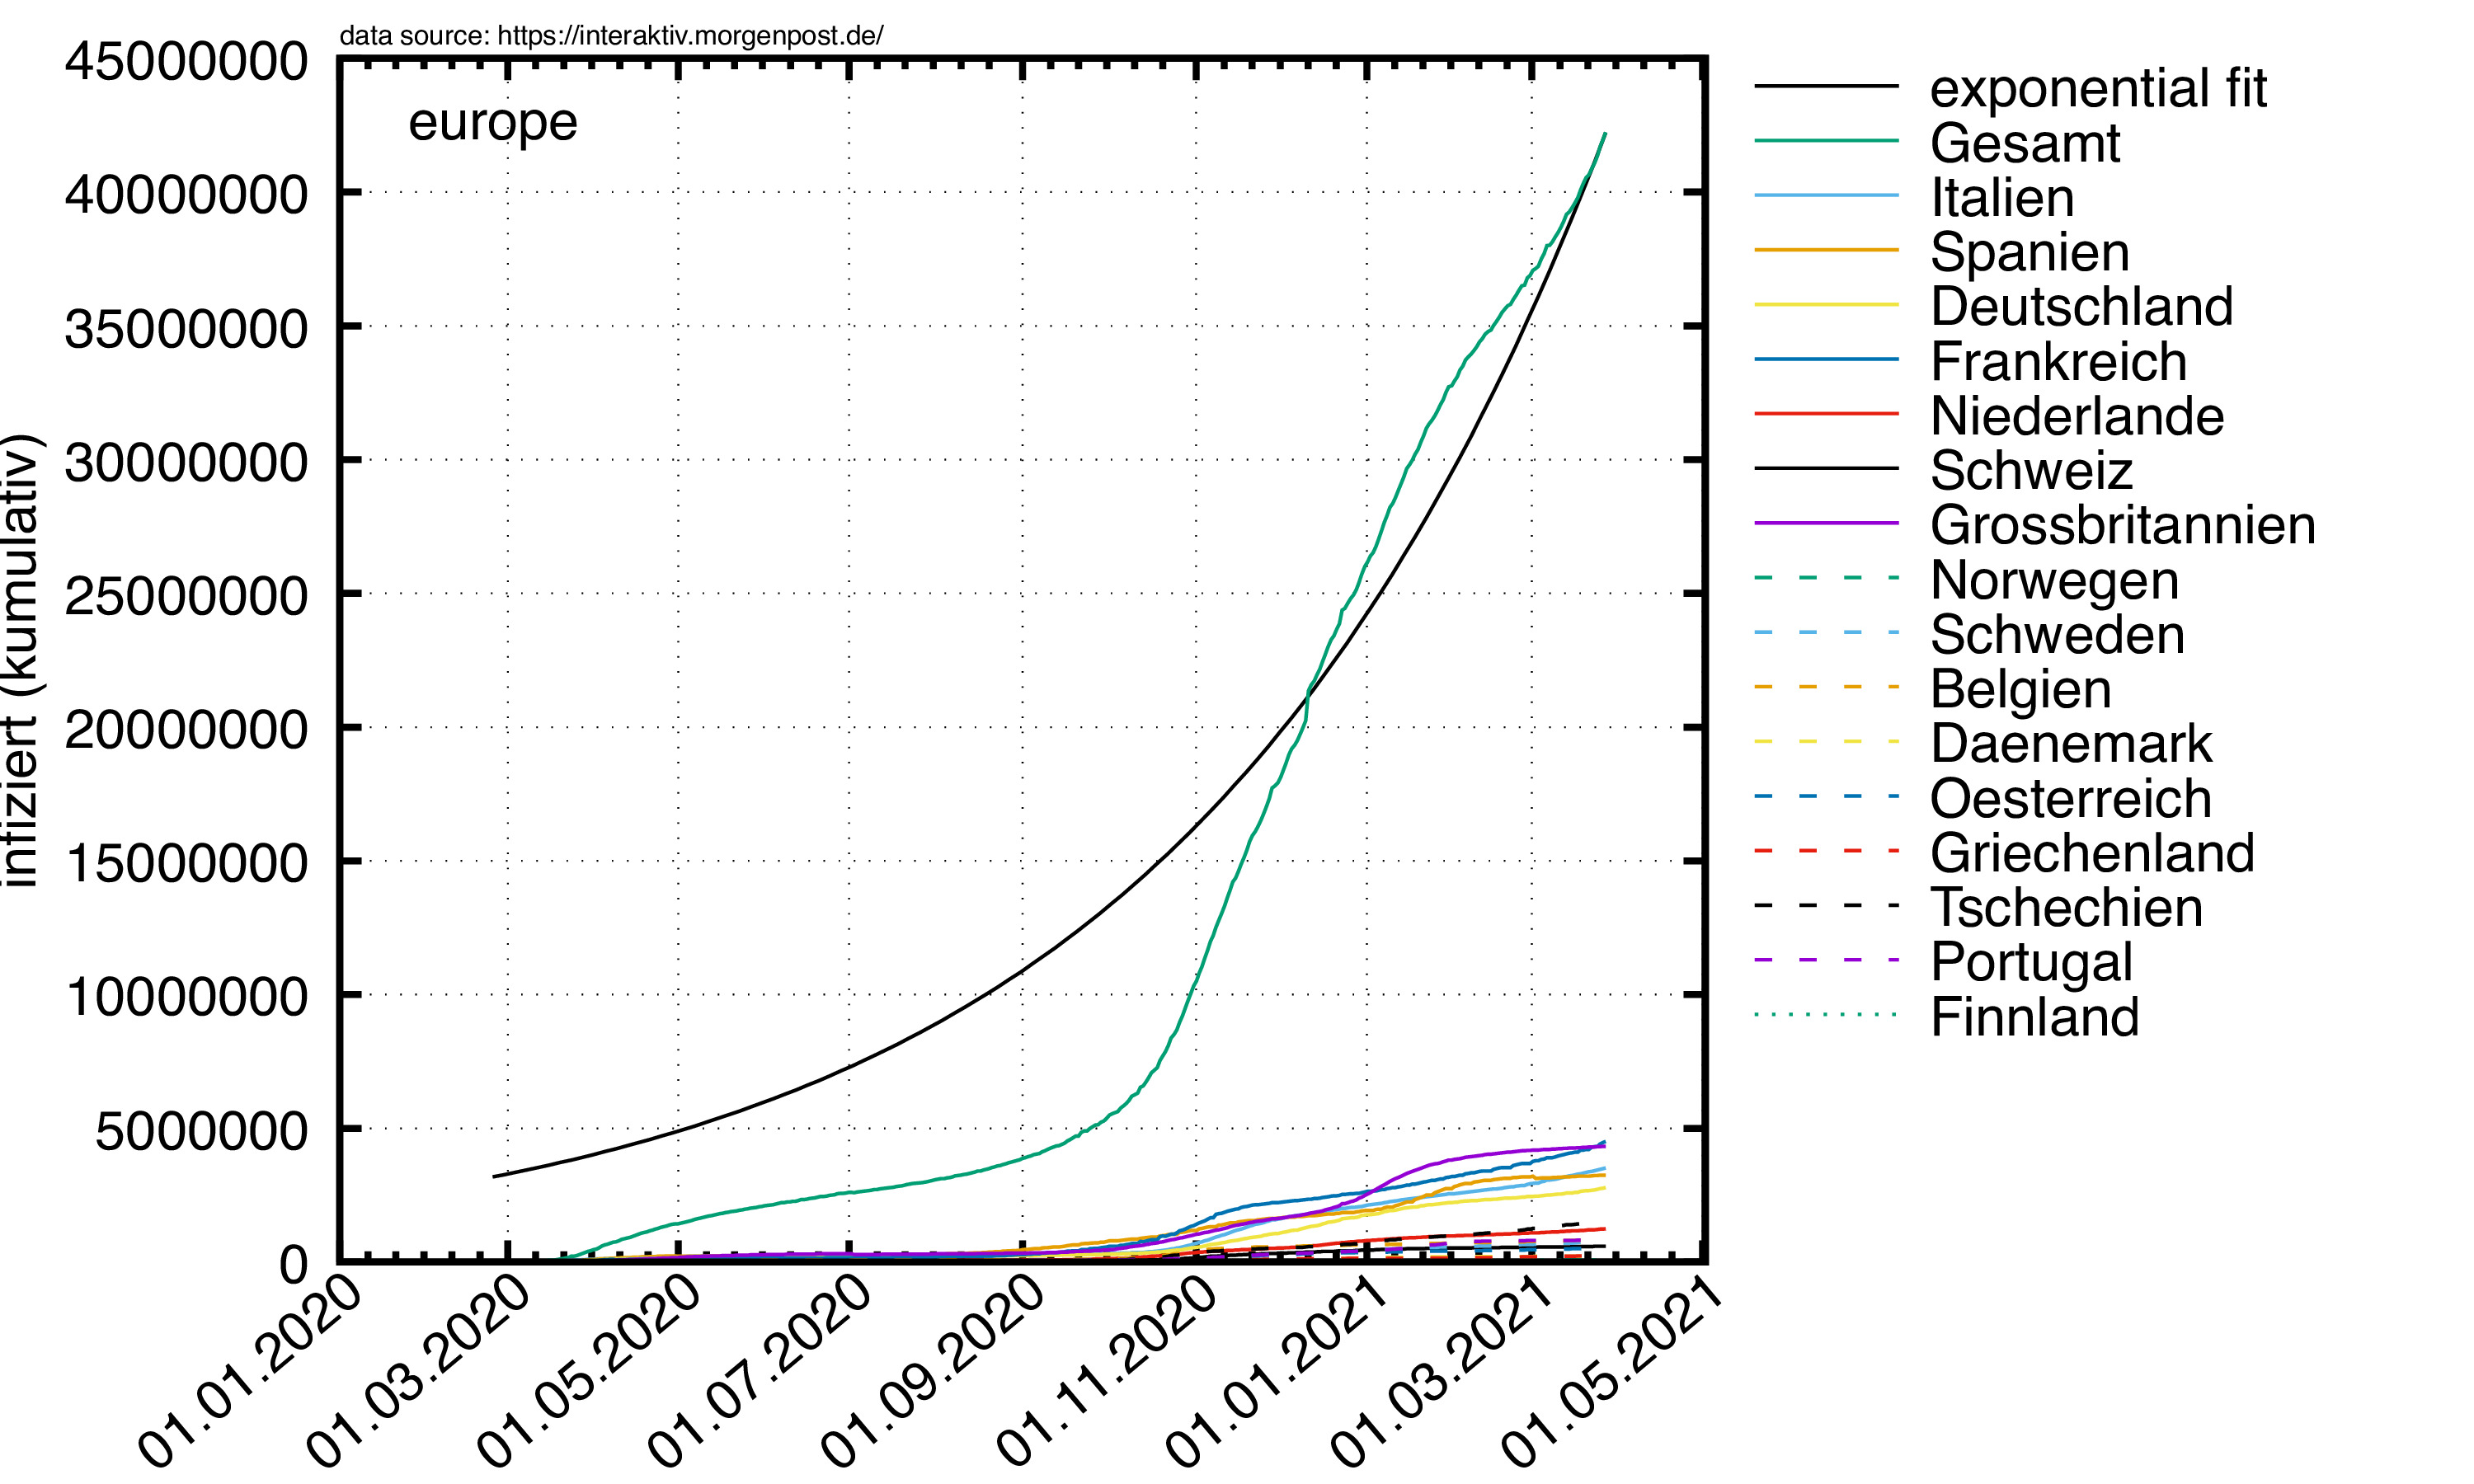 data source: https://interaktiv.morgenpost.de/
europe
infiziert (kumulativ)
45000000
40000000
35000000
30000000
25000000
20000000
15000000
10000000
5000000
0
01.01.2020
01.03.2020
01.05.2020
01.07.2020
01.09.2020
01.11.2020
01.01.2021
01.03.2021
01.05.2021
exponential fit
Gesamt
Italien
Spanien
Deutschland
Frankreich
Niederlande
Schweiz
Grossbritannien
Norwegen
Schweden
Belgien
Daenemark
Oesterreich
Griechenland
Tschechien
Portugal
Finnland